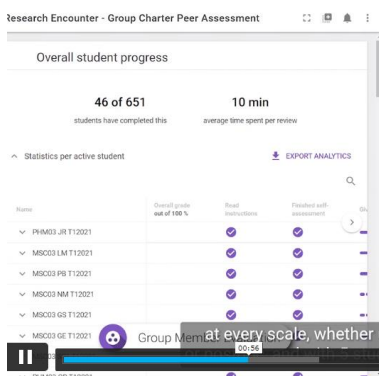 Research Encounter - Group Charter Peer Assessment
Overall student progress
46 of 651
students have completed this
10 min
average time spent per review
Statistics per active student
EXPORT ANALYTICS
Name
Overall grade
out of 100 %
Read
instructions
Finished self-
assessment
PHM03 JR T12021
MSC03 LM T12021
MSC03 PB T12021
MSC03 NM T12021
MSC03 GS T12021
MSC03 GE T12021
Group Mem
at every scale, whether
00:56